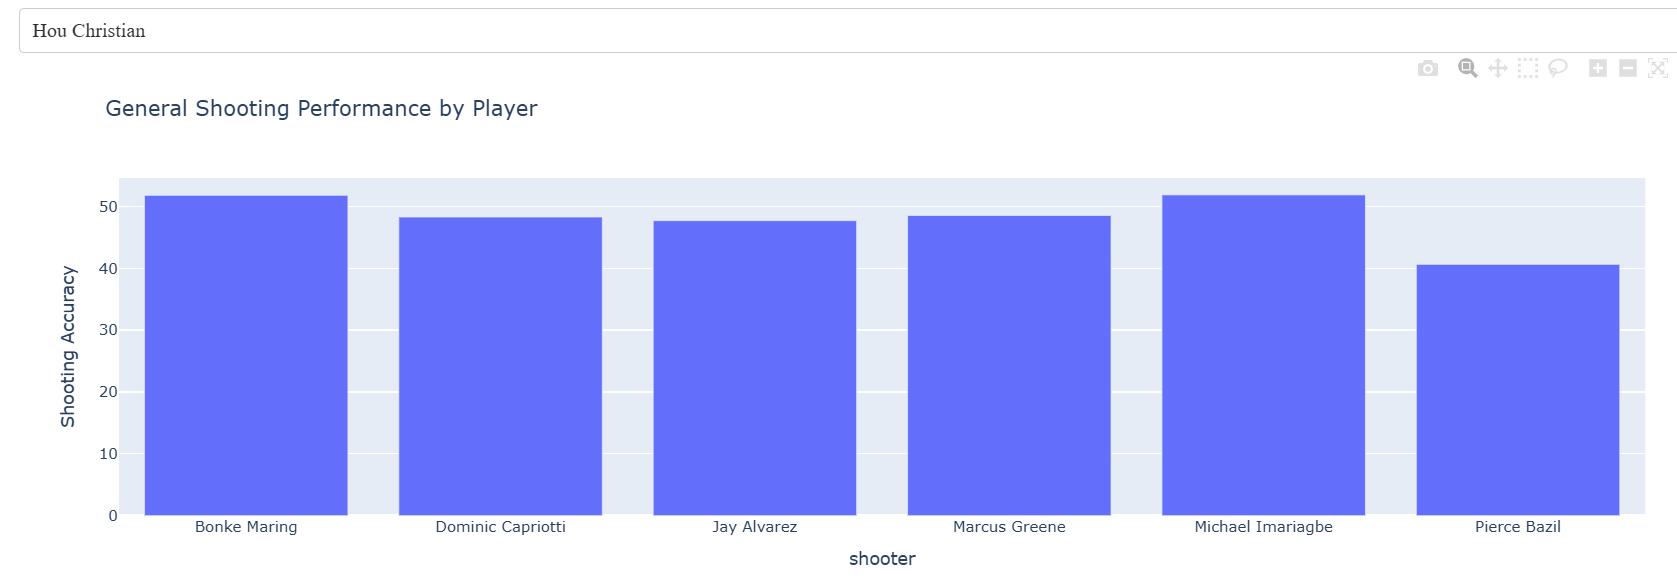 Hou Christian
General Shooting Performance by Player
Shooting Accuracy
50
40
30
20
10
0
Bonke Maring Dominic Capriotti Jay Alvarez Marcus Greene Michael Imariagbe Pierce Bazil
shooter